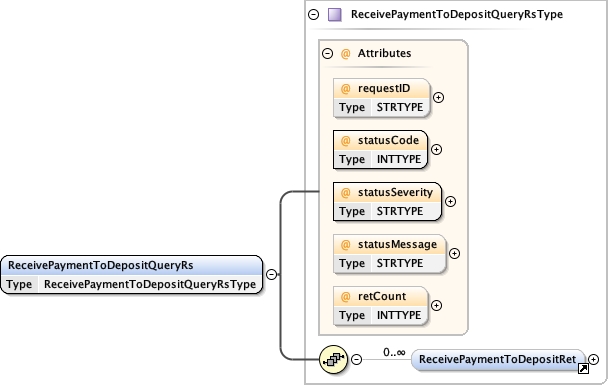 ReceivePaymentToDepositQueryRsType
@ Attributes
@ requestID
Type STRTYPE
@ statusCode
Type INTTYPE
@ statusSeverity
Type STRTYPE
@ statusMessage
Type STRTYPE
ReceivePaymentToDepositQueryRs
Type ReceivePaymentToDepositQueryRsType
@ retCount
Type INTTYPE
0..∞
ReceivePaymentToDepositRet